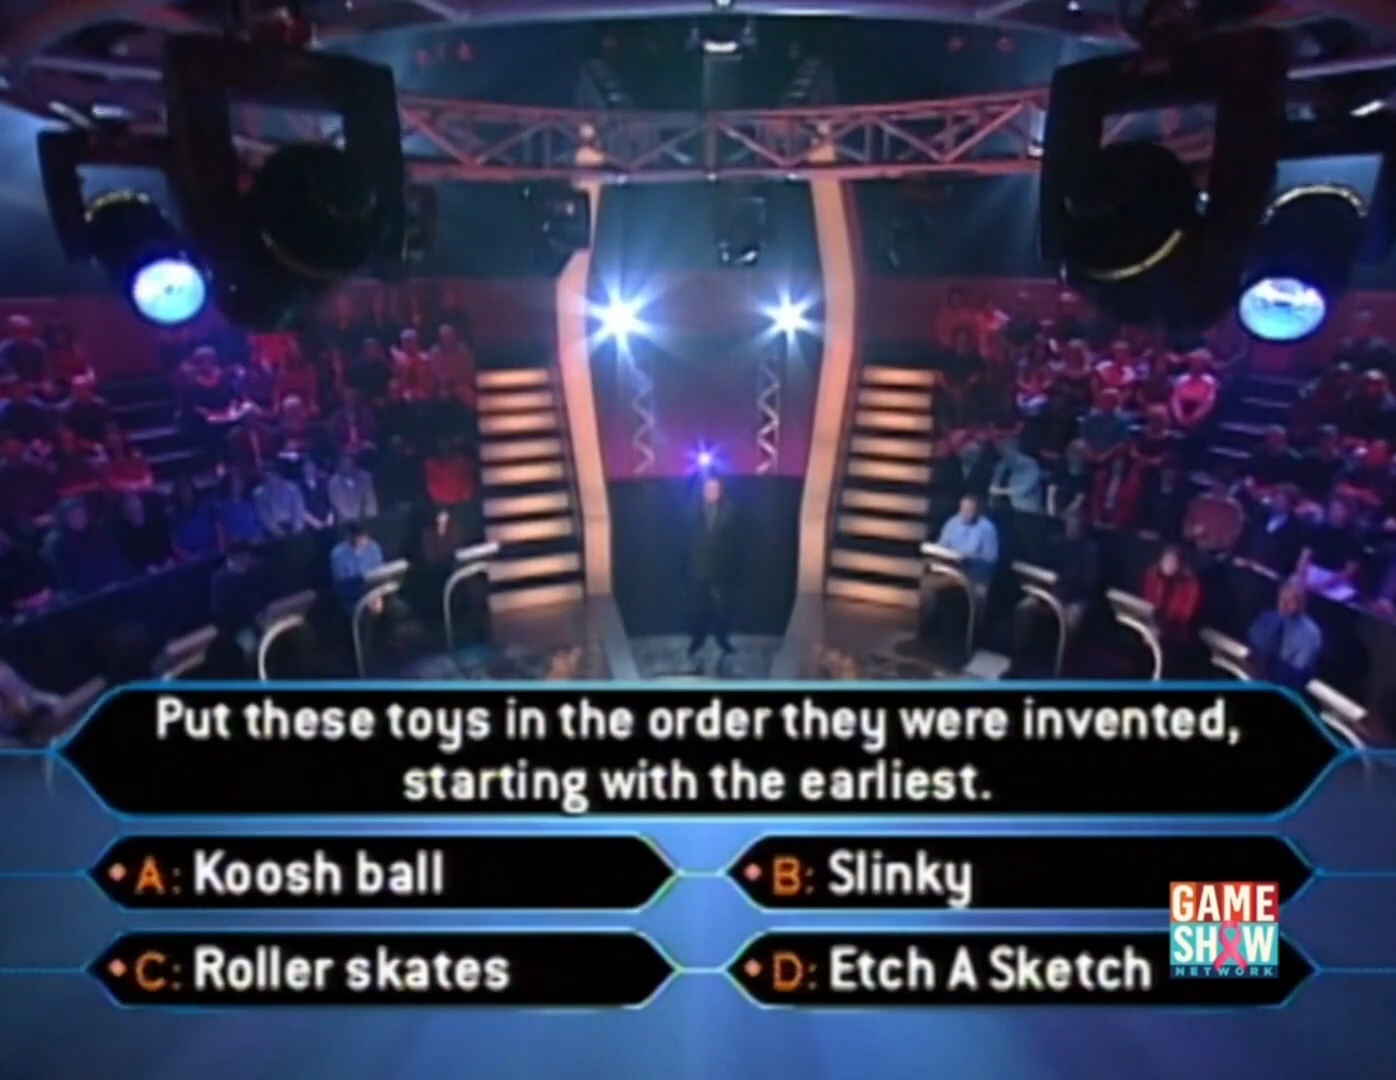 Put these toys in the order they were invented,
starting with the earliest.
A: Koosh ball
B: Slinky
C: Roller skates
D: Etch A Sketch
GAME
SHOW
NETWORK